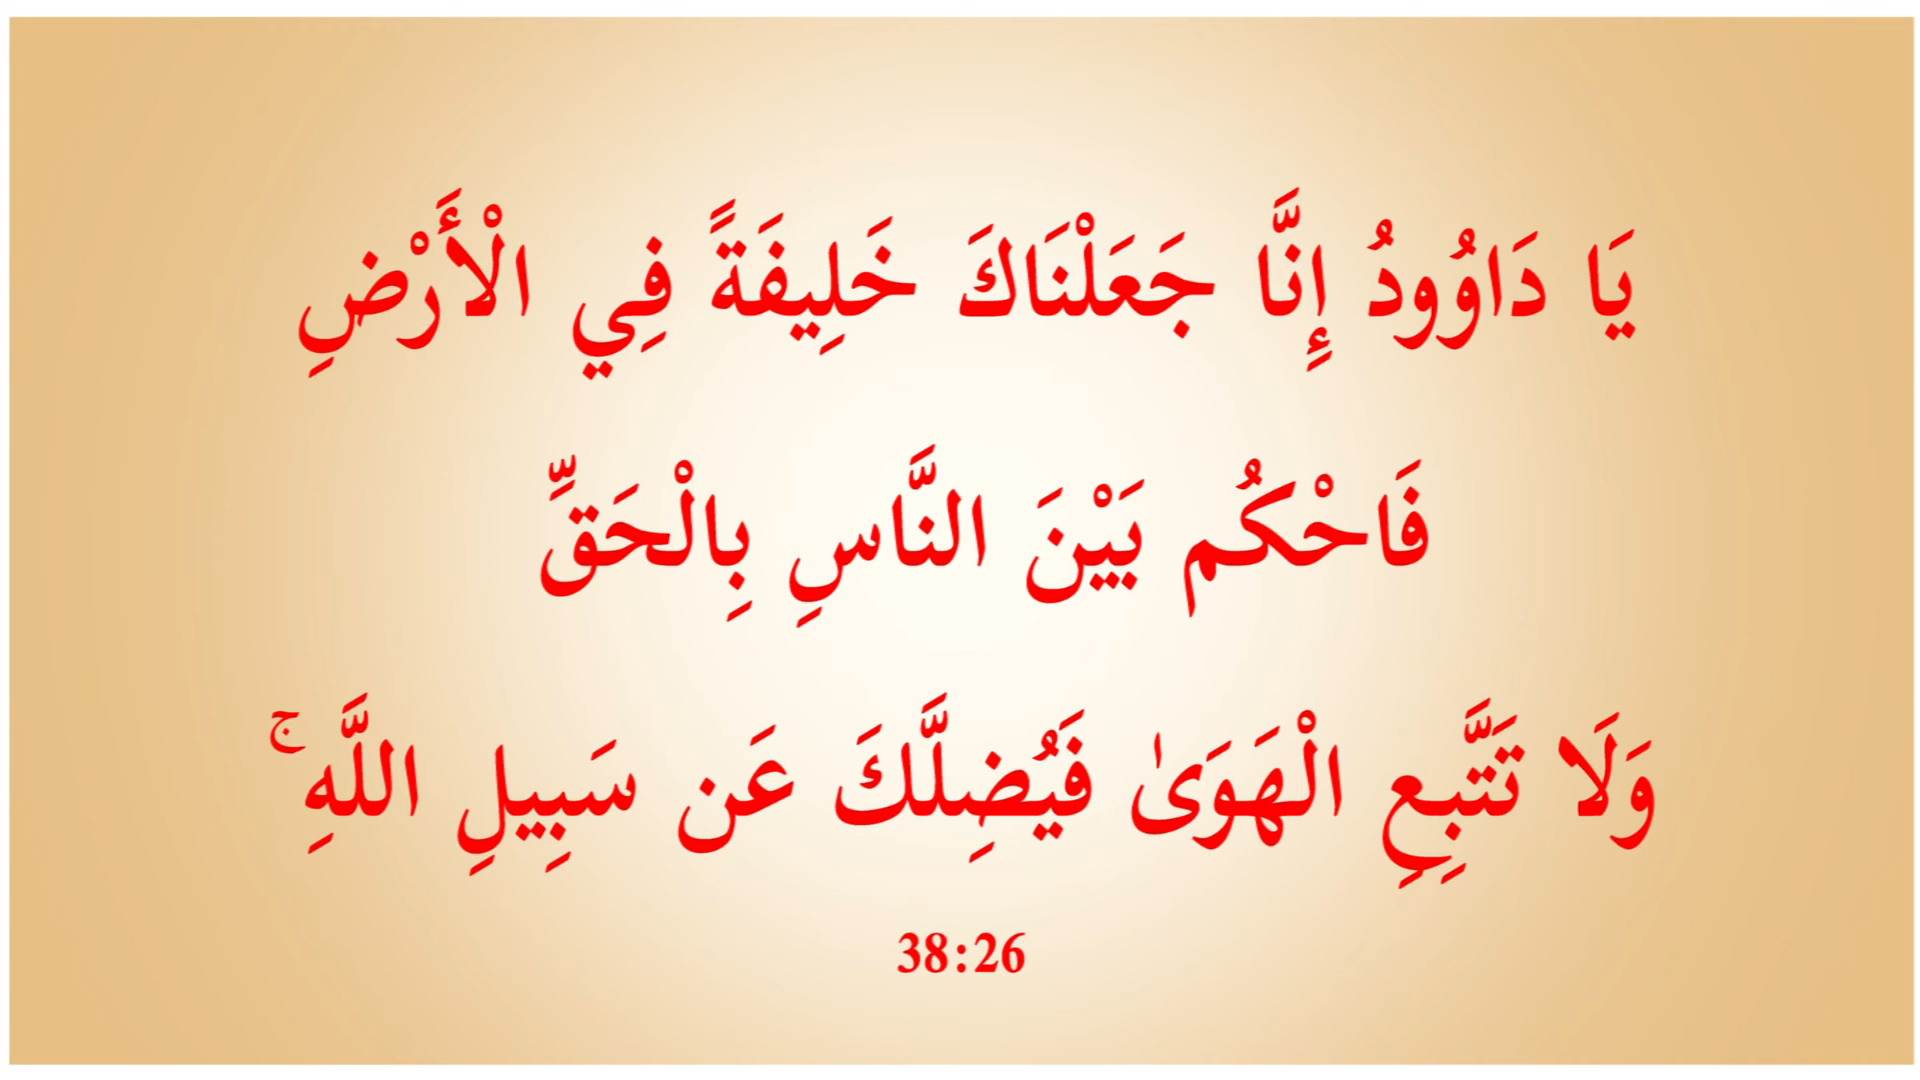 يَا دَاوُودُ إِنَّا جَعَلْنَاكَ خَلِيفَةً فِي الْأَرْضِ
فَاحْكُم بَيْنَ النَّاسِ بِالْحَقِّ
وَلَا تَتَّبِعِ الْهَوَىٰ فَيُضِلَّكَ عَن سَبِيلِ اللَّهِ ۚ
38:26